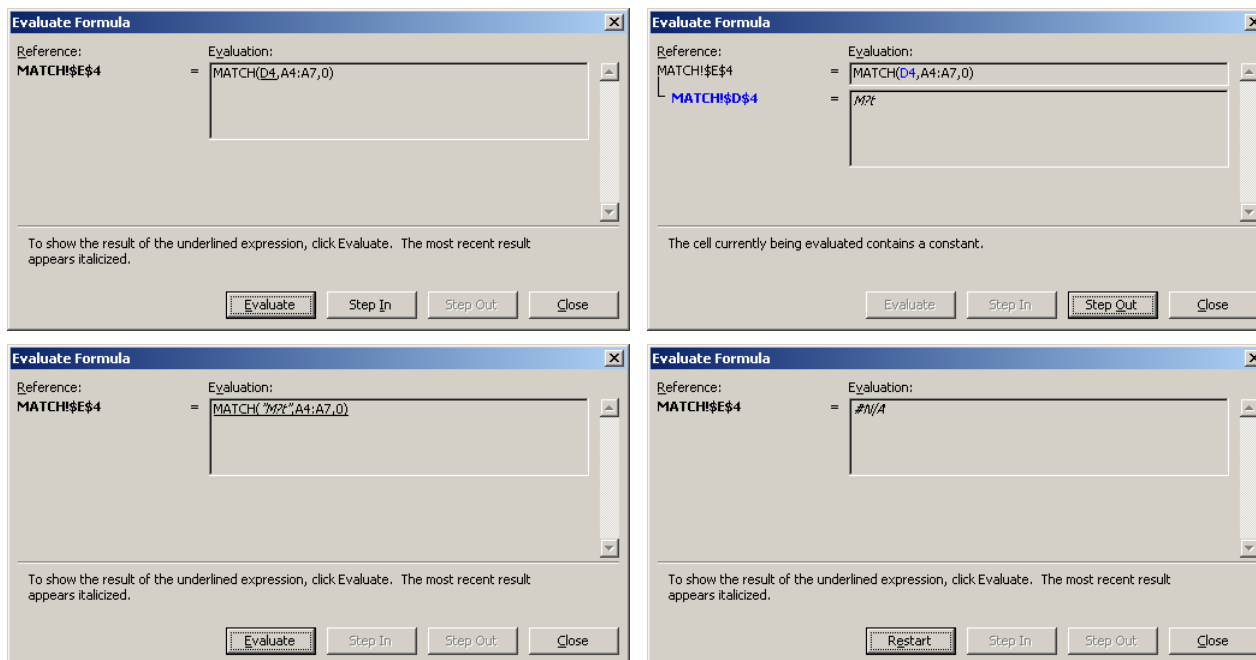 Evaluate Formula
Reference:
Evaluation:
MATCH!$E$4 = MATCH(D4,A4:A7,0)
To show the result of the underlined expression, click Evaluate. The most recent result
appears italicized.
Evaluate Step In Step Out Close
Evaluate Formula
Reference:
Evaluation:
MATCH!$E$4 = MATCH(D4,A4:A7,0)
MATCH!$D$4 = M?t
The cell currently being evaluated contains a constant.
Evaluate Step In Step Out Close
Evaluate Formula
Reference:
Evaluation:
MATCH!$E$4 = MATCH("M?t",A4:A7,0)
To show the result of the underlined expression, click Evaluate. The most recent result
appears italicized.
Evaluate Step In Step Out Close
Evaluate Formula
Reference:
Evaluation:
MATCH!$E$4 = #N/A
To show the result of the underlined expression, click Evaluate. The most recent result
appears italicized.
Restart Step In Step Out Close